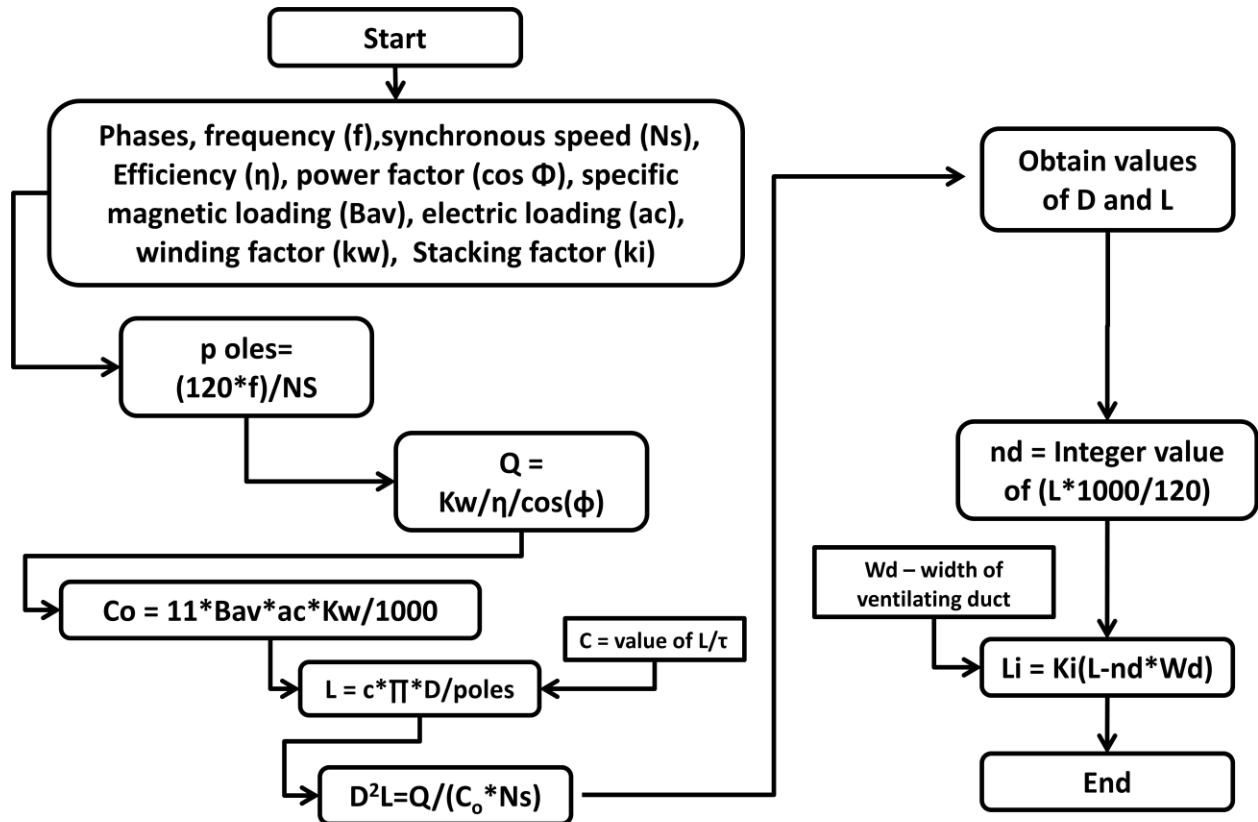 Start
Phases, frequency (f),synchronous speed (Ns),
Efficiency (η), power factor (cos Φ), specific
magnetic loading (Bav), electric loading (ac),
winding factor (kw), Stacking factor (ki)
p oles=
(120*f)/NS
Q =
Kw/η/cos(ϕ)
Co = 11*Bav*ac*Kw/1000
C = value of L/τ
L = c*∏*D/poles
D²L=Q/(Cₒ*Ns)
Obtain values
of D and L
nd = Integer value
of (L*1000/120)
Wd – width of
ventilating duct
Li = Ki(L-nd*Wd)
End